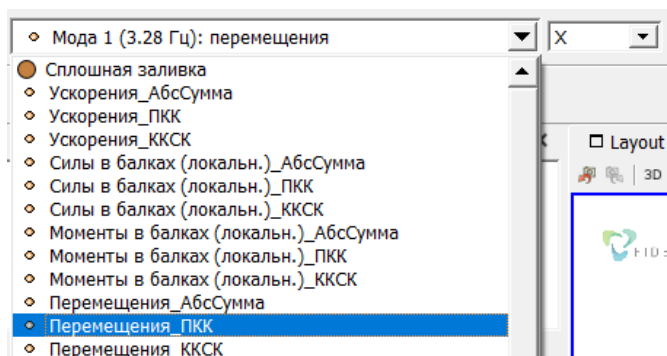 Мода 1 (3.28 Гц): перемещения
X
Сплошная заливка
Ускорения_АбсСумма
Ускорения_ПКК
Ускорения_ККСК
Силы в балках (локальн.)_АбсСумма
Силы в балках (локальн.)_ПКК
Силы в балках (локальн.)_ККСК
Моменты в балках (локальн.)_АбсСумма
Моменты в балках (локальн.)_ПКК
Моменты в балках (локальн.)_ККСК
Перемещения_АбсСумма
Перемещения_ПКК
Перемещения_ККСК
Layout
3D
FID